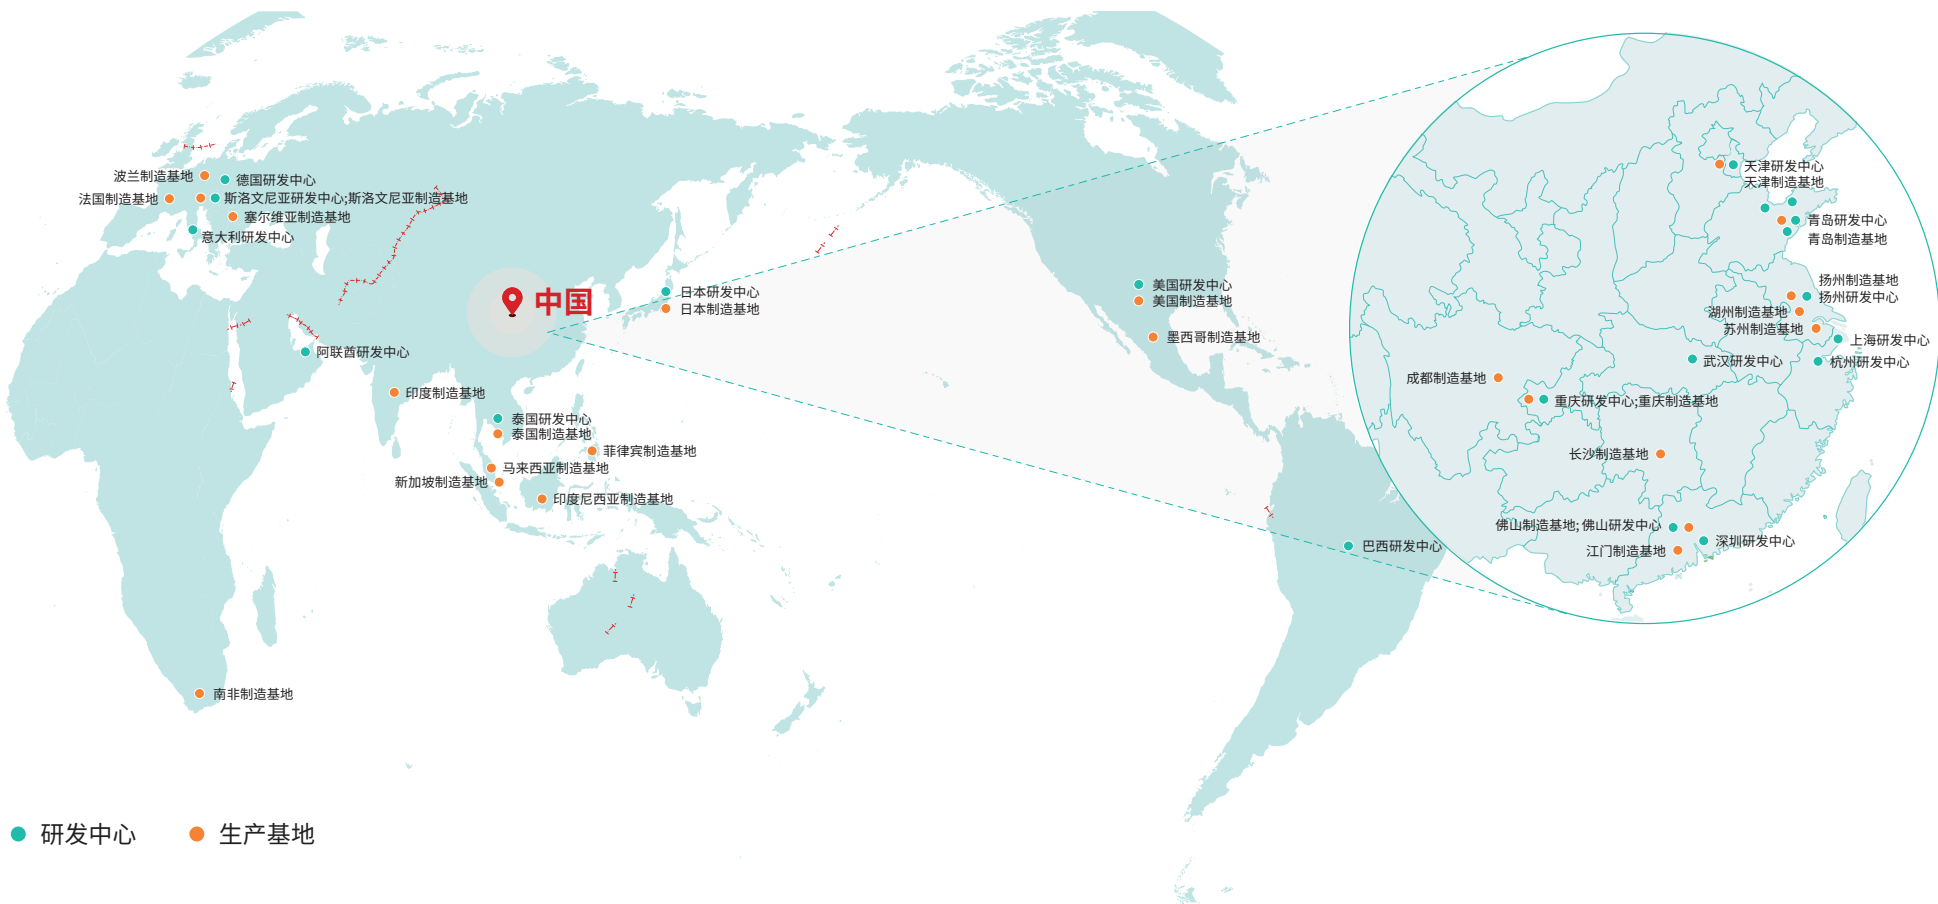 波兰制造基地
德国研发中心
法国制造基地
斯洛文尼亚研发中心;斯洛文尼亚制造基地
塞尔维亚制造基地
意大利研发中心
中国
日本研发中心
日本制造基地
阿联酋研发中心
印度制造基地
泰国研发中心
泰国制造基地
菲律宾制造基地
马来西亚制造基地
新加坡制造基地
印度尼西亚制造基地
南非制造基地
美国研发中心
美国制造基地
墨西哥制造基地
巴西研发中心
天津研发中心
天津制造基地
青岛研发中心
青岛制造基地
扬州制造基地
扬州研发中心
湖州制造基地
苏州制造基地
上海研发中心
武汉研发中心
杭州研发中心
成都制造基地
重庆研发中心;重庆制造基地
长沙制造基地
佛山制造基地; 佛山研发中心
深圳研发中心
江门制造基地
研发中心
生产基地